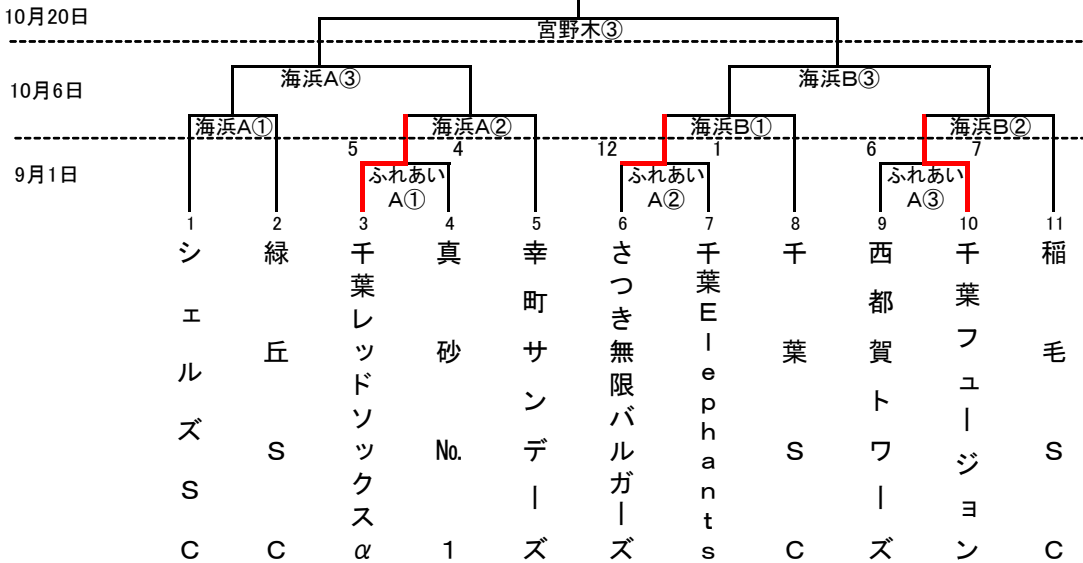 10月20日
宮野木③
10月6日
海浜A③
海浜B③
海浜A①
海浜A②
海浜B①
海浜B②
9月1日
5
4
12
1
6
7
ふれあい
A①
ふれあい
A②
ふれあい
A③
1
2
3
4
5
6
7
8
9
10
11
シェルズSC
緑丘SC
千葉レッドソックスα
真砂No.1
幸町サンデーズ
さつき無限バルガーズ
千葉Elephants
千葉SC
西都賀トワーズ
千葉フュージョン
稲毛SC